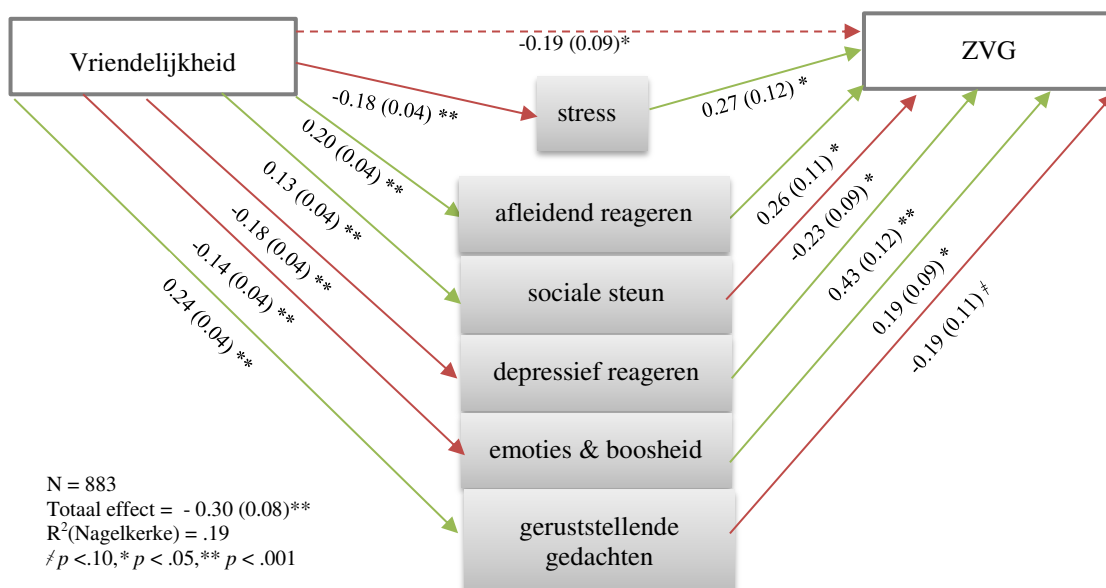 Vriendelijkheid
ZVG
-0.19 (0.09)*
-0.18 (0.04) **
stress
0.27 (0.12) *
0.20 (0.04) **
0.13 (0.04) **
-0.18 (0.04) **
-0.14 (0.04) **
0.24 (0.04) **
afleidend reageren
sociale steun
depressief reageren
emoties & boosheid
geruststellende
gedachten
0.26 (0.11) *
-0.23 (0.09) *
0.43 (0.12) **
0.19 (0.09) *
-0.19 (0.11)⁒
N = 883
Totaal effect = - 0.30 (0.08)**
R²(Nagelkerke) = .19
⁒ p <.10,* p < .05,** p < .001